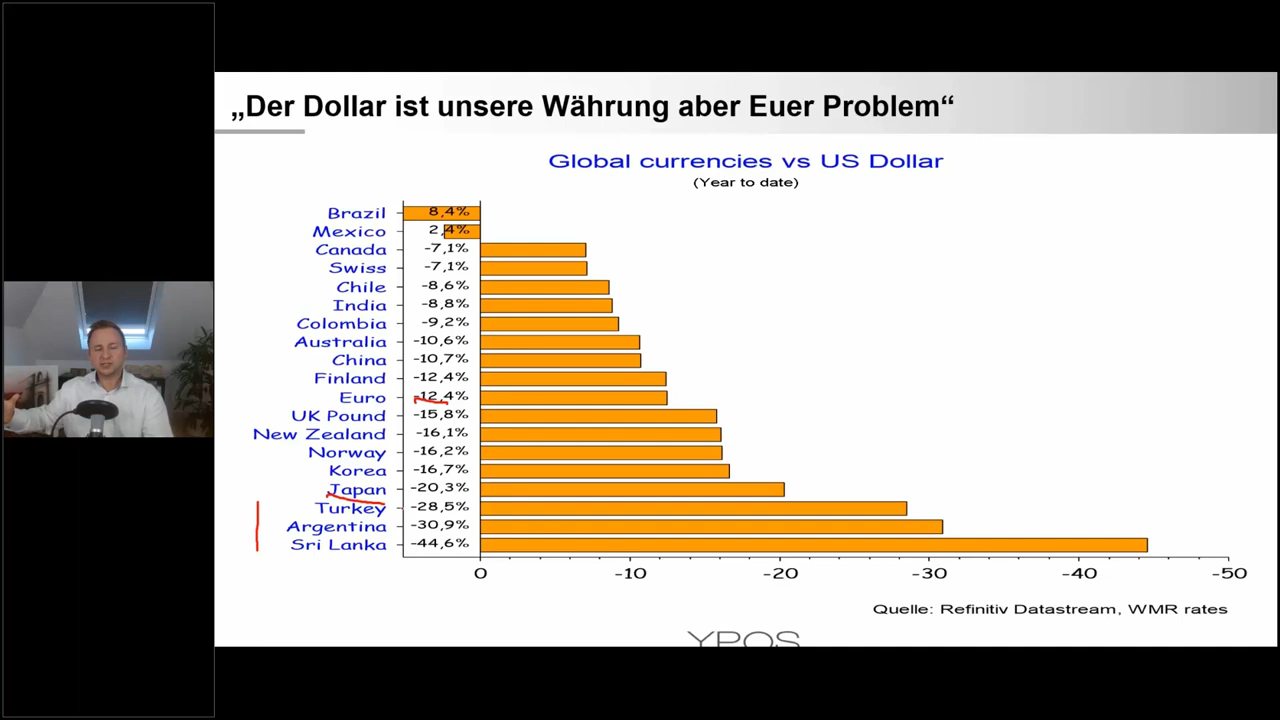 „Der Dollar ist unsere Währung aber Euer Problem“
Global currencies vs US Dollar
(Year to date)
Brazil 8,4%
Mexico 2,4%
Canada -7,1%
Swiss -7,1%
Chile -8,6%
India -8,8%
Colombia -9,2%
Australia -10,6%
China -10,7%
Finland -12,4%
Euro -12,4%
UK Pound -15,8%
New Zealand -16,1%
Norway -16,2%
Korea -16,7%
Japan -20,3%
Turkey -28,5%
Argentina -30,9%
Sri Lanka -44,6%
0 -10 -20 -30 -40 -50
Quelle: Refinitiv Datastream, WMR rates
YPOS